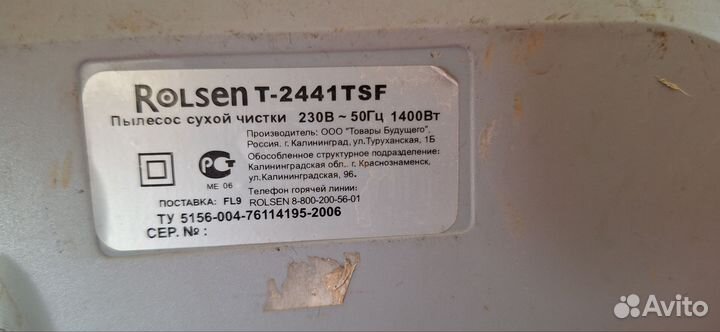 ROLSEN T-2441TSF
Пылесос сухой чистки 230В ~ 50Гц 1400Вт
Производитель: ООО "Товары Будущего",
Россия, г. Калининград, ул.Туруханская, 1Б
Обособленное структурное подразделение:
Калининградская обл., г. Краснознаменск,
ул.Калининградская, 96.
РСТ
МЕ 06
Телефон горячей линии:
ПОСТАВКА: FL9 ROLSEN 8-800-200-56-01
ТУ 5156-004-76114195-2006
СЕР. № :
Avito